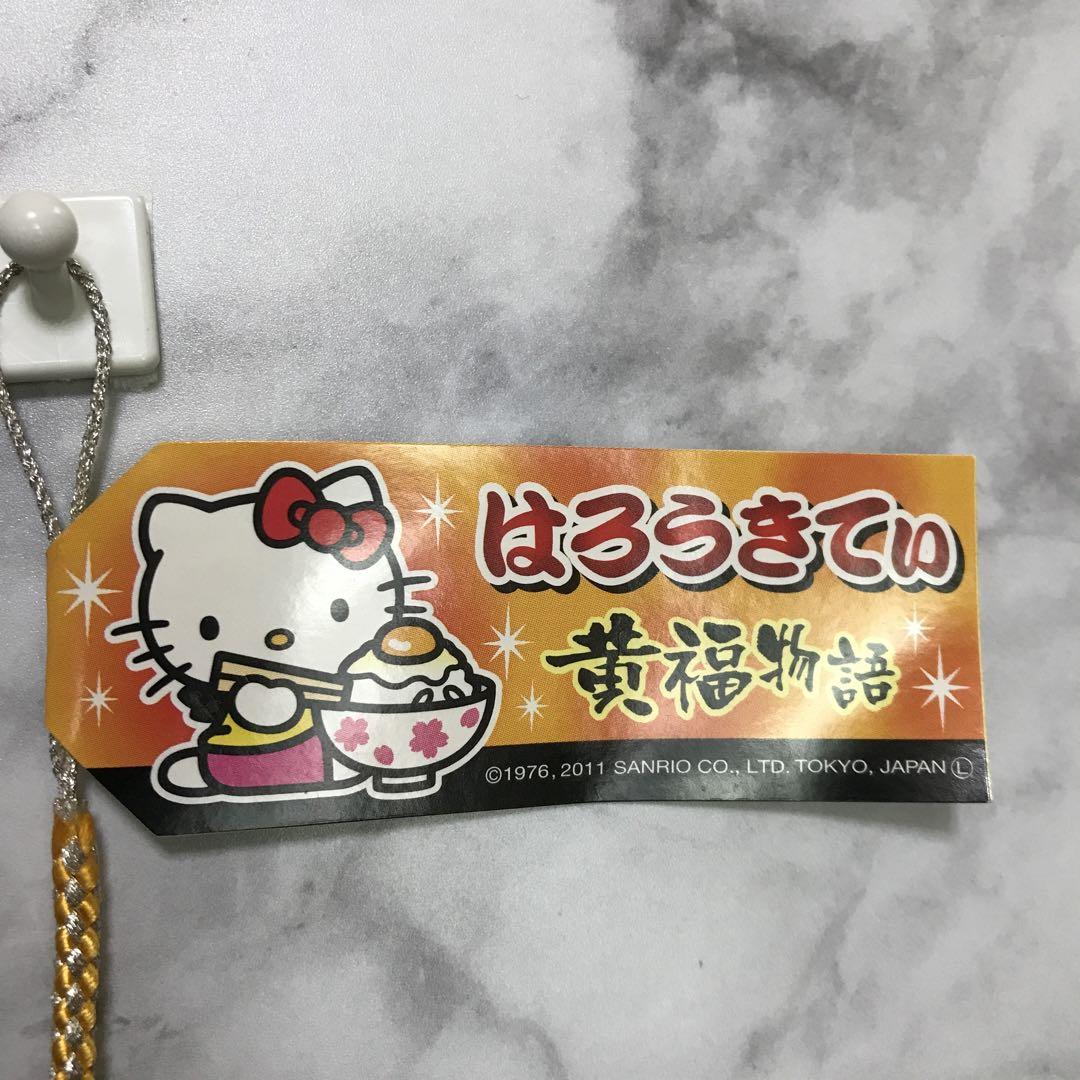 はろうきてぃ
黄福物語
©1976, 2011 SANRIO CO., LTD. TOKYO, JAPAN Ⓛ